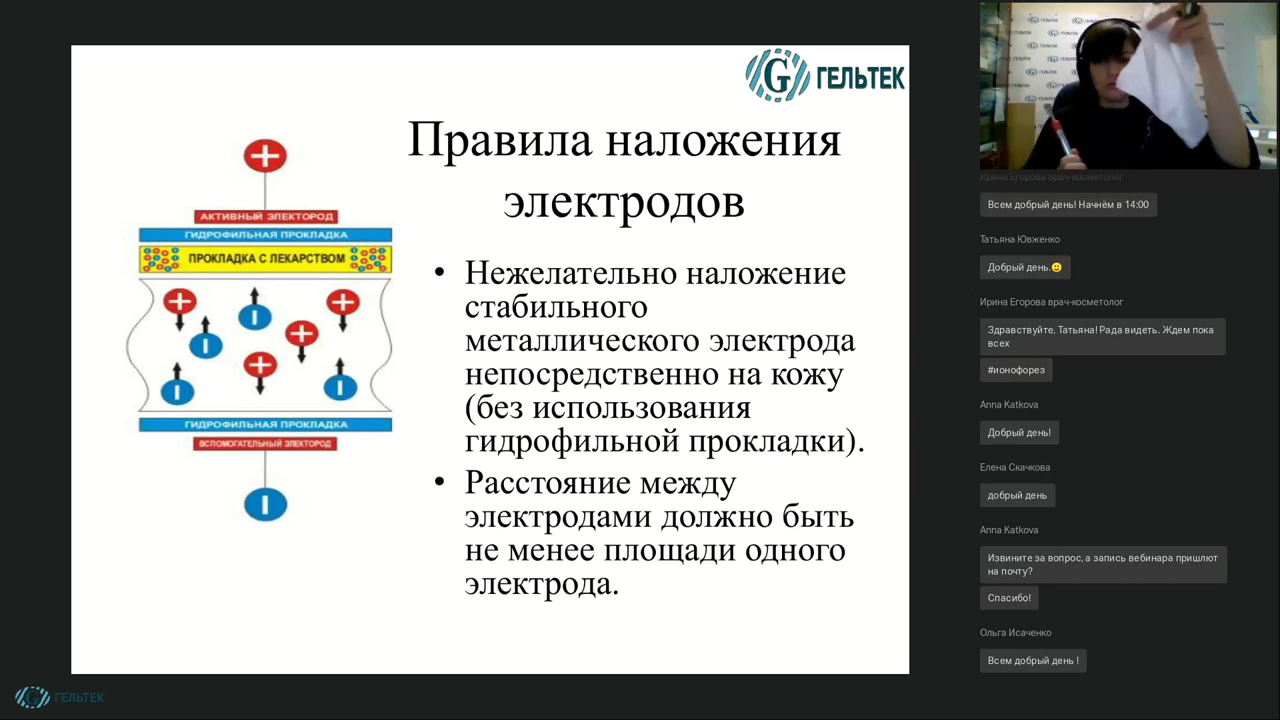 ГЕЛЬТЕК
Правила наложения
электродов
АКТИВНЫЙ ЭЛЕКТОРОД
ГИДРОФИЛЬНАЯ ПРОКЛАДКА
ПРОКЛАДКА С ЛЕКАРСТВОМ
ГИДРОФИЛЬНАЯ ПРОКЛАДКА
ВСПОМОГАТЕЛЬНЫЙ ЭЛЕКТОРОД
• Нежелательно наложение
стабильного
металлического электрода
непосредственно на кожу
(без использования
гидрофильной прокладки).
• Расстояние между
электродами должно быть
не менее площади одного
электрода.
ГЕЛЬТЕК
Ирина Егорова врач-косметолог
Всем добрый день! Начнём в 14:00
Татьяна Ювженко
Добрый день.🙂
Ирина Егорова врач-косметолог
Здравствуйте, Татьяна! Рада видеть. Ждем пока
всех
#ионофорез
Anna Katkova
Добрый день!
Елена Скачкова
добрый день
Anna Katkova
Извините за вопрос, а запись вебинара пришлют
на почту?
Спасибо!
Ольга Исаченко
Всем добрый день !